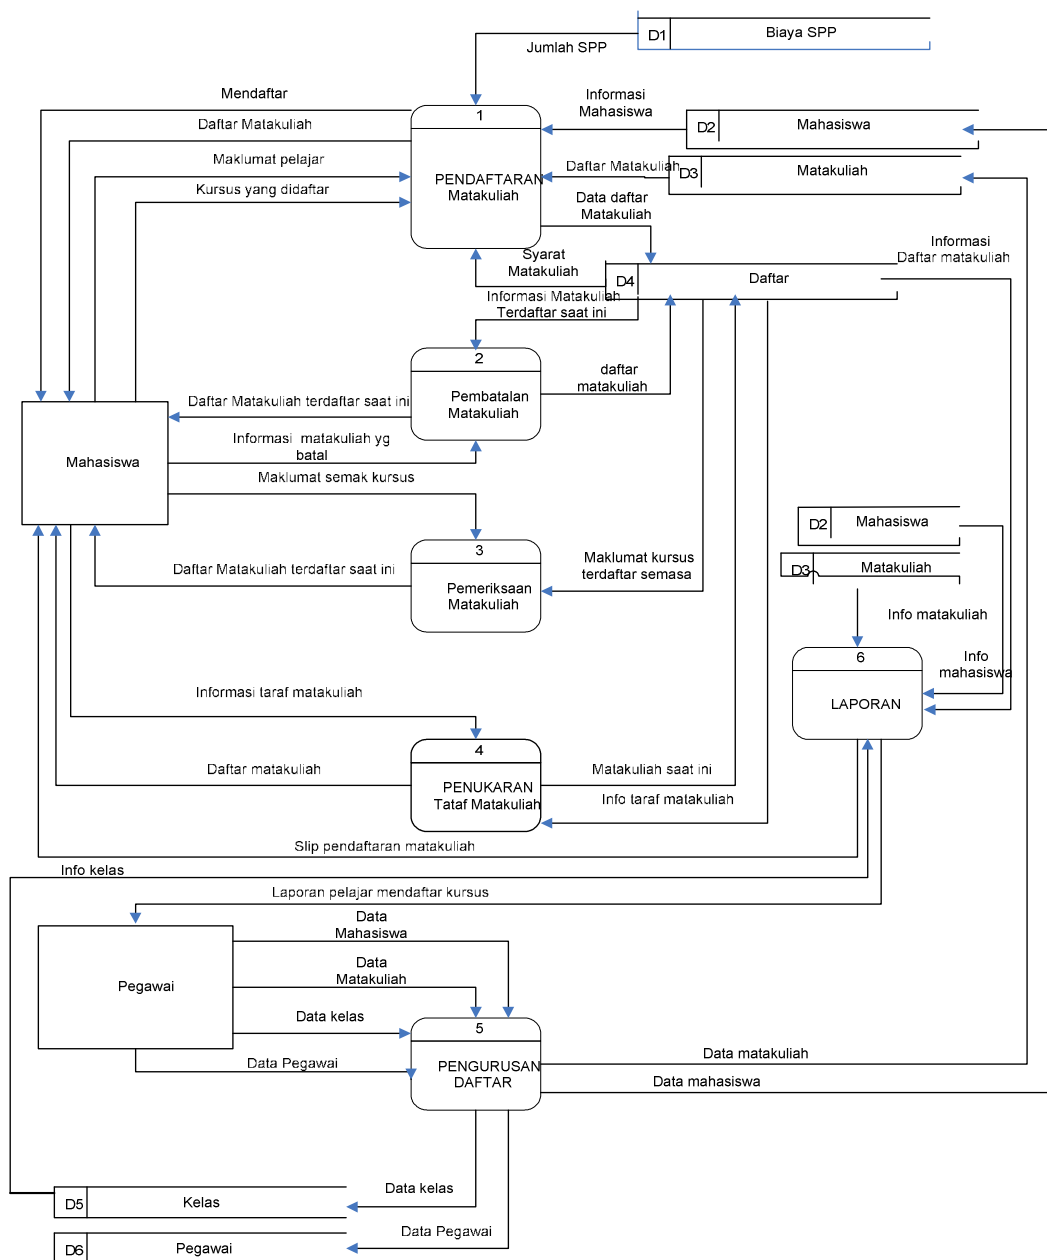 D1
Biaya SPP
Jumlah SPP
Mendaftar
Daftar Matakuliah
Maklumat pelajar
Kursus yang didaftar
1
PENDAFTARAN
Matakuliah
Informasi
Mahasiswa
D2
Mahasiswa
Daftar Matakuliah
D3
Matakuliah
Data daftar
Matakuliah
Syarat
Matakuliah
Informasi
Daftar matakuliah
D4
Daftar
Informasi Matakuliah
Terdaftar saat ini
2
Pembatalan
Matakuliah
daftar
matakuliah
Daftar Matakuliah terdaftar saat ini
Informasi matakuliah yg
batal
Mahasiswa
Maklumat semak kursus
3
Pemeriksaan
Matakuliah
Daftar Matakuliah terdaftar saat ini
Maklumat kursus
terdaftar semasa
D2
Mahasiswa
D3
Matakuliah
Info matakuliah
Info
mahasiswa
6
LAPORAN
Informasi taraf matakuliah
4
PENUKARAN
Tataf Matakuliah
Daftar matakuliah
Matakuliah saat ini
Info taraf matakuliah
Slip pendaftaran matakuliah
Info kelas
Laporan pelajar mendaftar kursus
Pegawai
Data
Mahasiswa
Data
Matakuliah
Data kelas
Data Pegawai
5
PENGURUSAN
DAFTAR
Data matakuliah
Data mahasiswa
Data kelas
Data Pegawai
D5
Kelas
D6
Pegawai